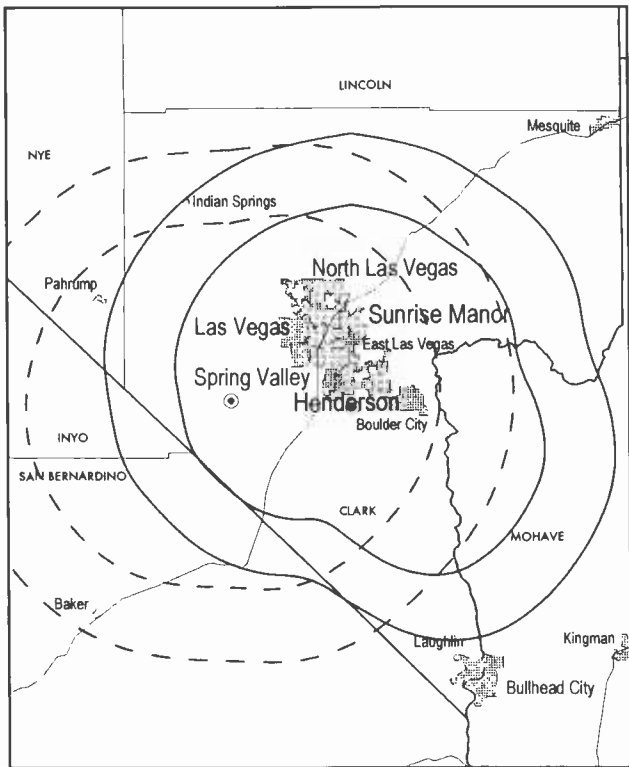 LINCOLN
Mesquite
NYE
Indian Springs
North Las Vegas
Pahrump
Sunrise Manor
Las Vegas
East Las Vegas
Spring Valley
Henderson
Boulder City
INYO
SAN BERNARDINO
CLARK
MOHAVE
Baker
Laughlin
Kingman
Bullhead City